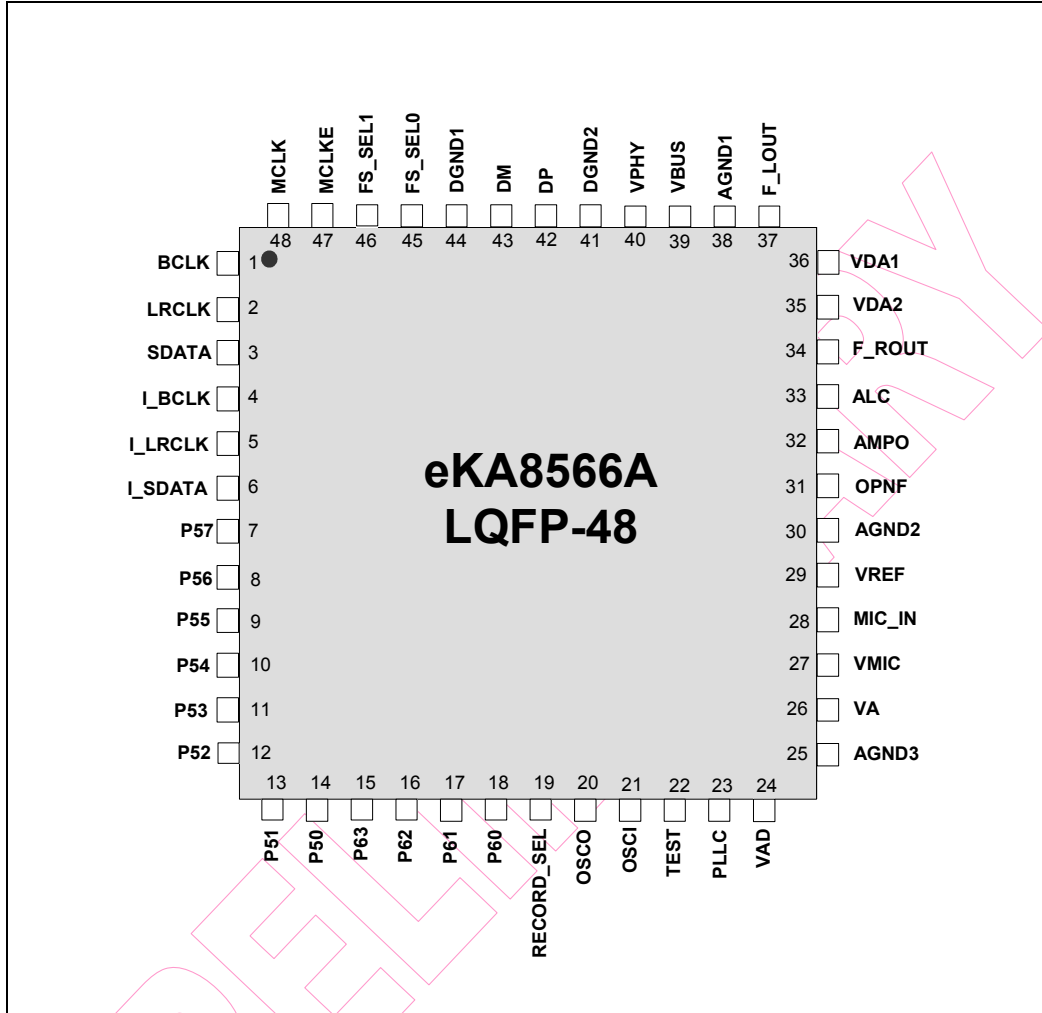 MCLK
MCLKE
FS_SEL1
FS_SEL0
DGND1
DM
DP
DGND2
VPHY
VBUS
AGND1
F_LOUT
48 47 46 45 44 43 42 41 40 39 38 37
BCLK 1
LRCLK 2
SDATA 3
I_BCLK 4
I_LRCLK 5
I_SDATA 6
P57 7
P56 8
P55 9
P54 10
P53 11
P52 12
eKA8566A
LQFP-48
36 VDA1
35 VDA2
34 F_ROUT
33 ALC
32 AMPO
31 OPNF
30 AGND2
29 VREF
28 MIC_IN
27 VMIC
26 VA
25 AGND3
13 14 15 16 17 18 19 20 21 22 23 24
P51
P50
P63
P62
P61
P60
RECORD_SEL
OSCO
OSCI
TEST
PLLC
VAD